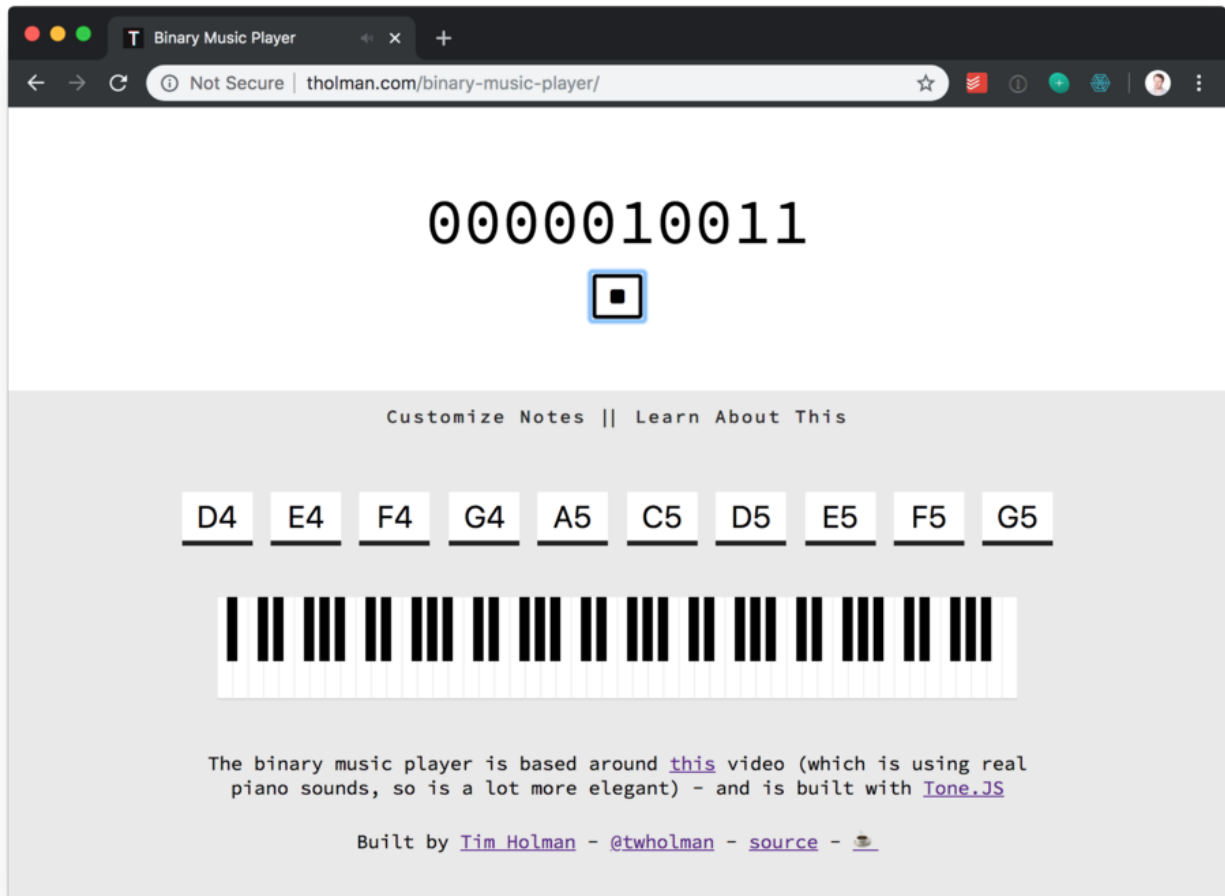 Binary Music Player
Not Secure | tholman.com/binary-music-player/
0000010011
Customize Notes || Learn About This
D4 E4 F4 G4 A5 C5 D5 E5 F5 G5
The binary music player is based around this video (which is using real
piano sounds, so is a lot more elegant) – and is built with Tone.JS
Built by Tim Holman – @twholman – source – ☕